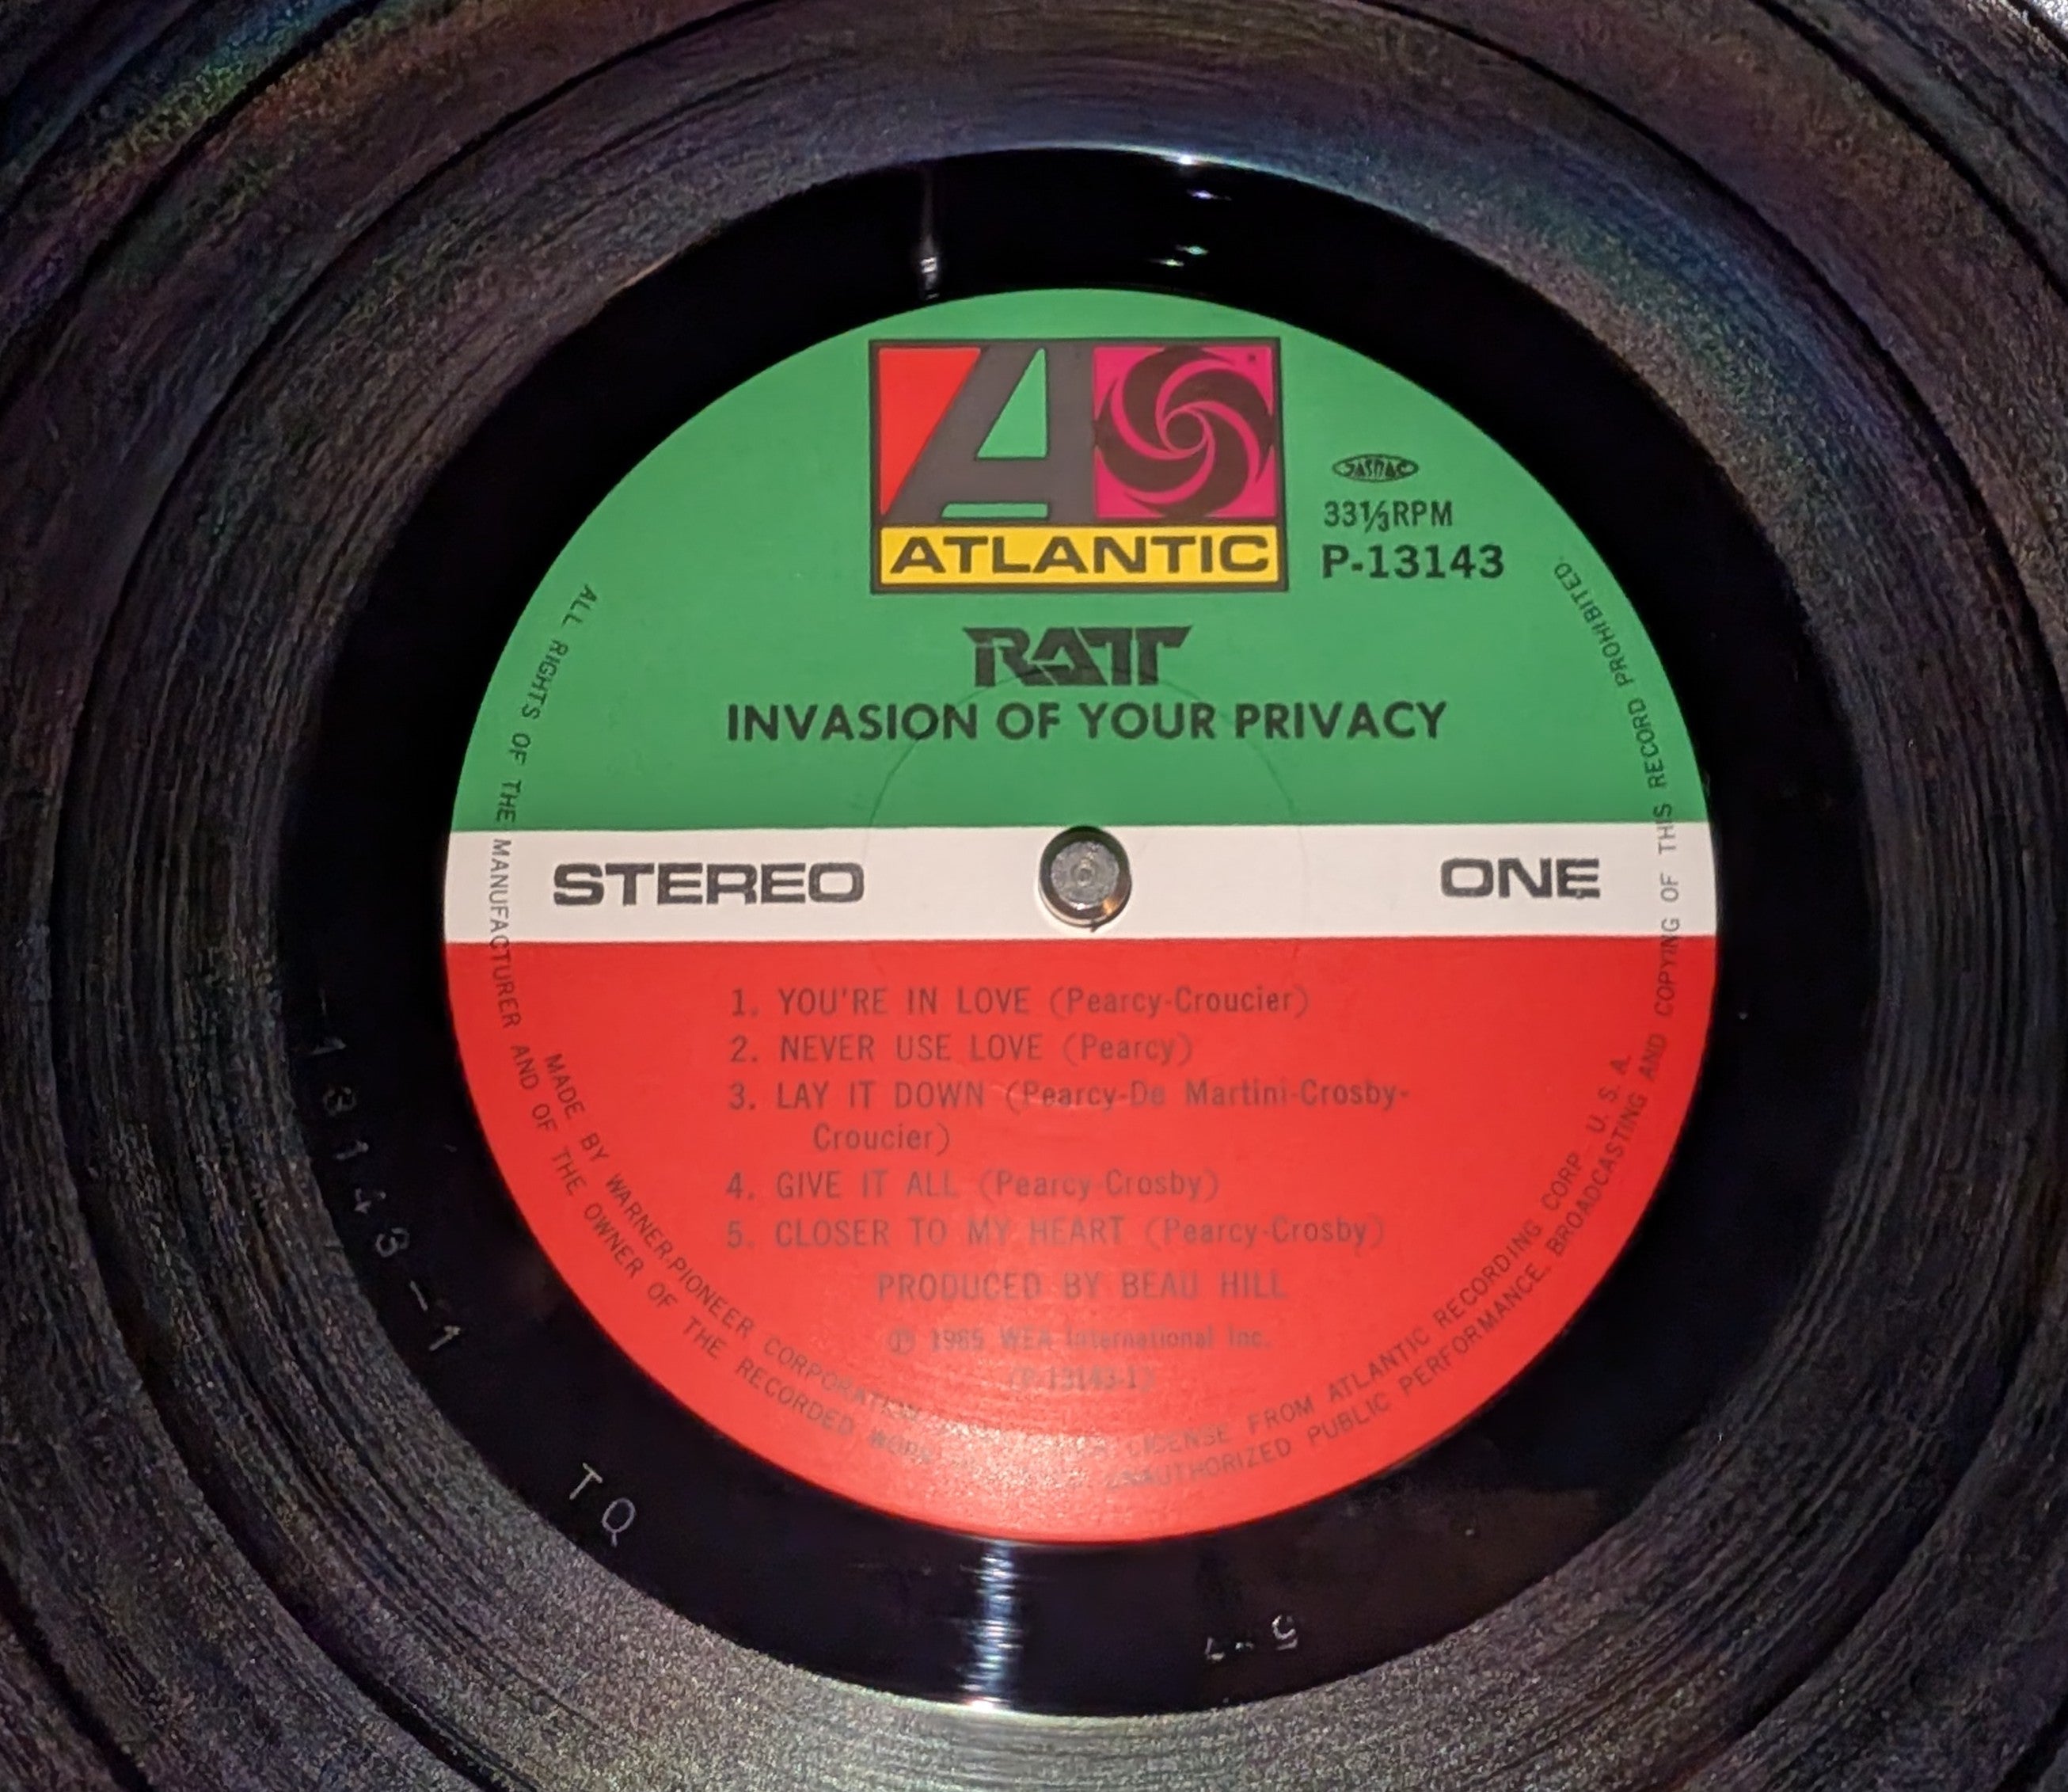 ATLANTIC
JASRAC
33⅓RPM
P-13143
RATT
INVASION OF YOUR PRIVACY
STEREO
ONE
1. YOU'RE IN LOVE (Pearcy-Croucier)
2. NEVER USE LOVE (Pearcy)
3. LAY IT DOWN (Pearcy-De Martini-Crosby-
Croucier)
4. GIVE IT ALL (Pearcy-Crosby)
5. CLOSER TO MY HEART (Pearcy-Crosby)
PRODUCED BY BEAU HILL
Ⓟ 1985 WEA International Inc.
(P-13143-1)
MADE BY WARNER-PIONEER CORPORATION LICENSE FROM ATLANTIC RECORDING CORP. U.S.A.
ALL RIGHTS OF THE MANUFACTURER AND OF THE OWNER OF THE RECORDED WORK UNAUTHORIZED PUBLIC PERFORMANCE, BROADCASTING AND COPYING OF THIS RECORD PROHIBITED.
13143-1
TQ